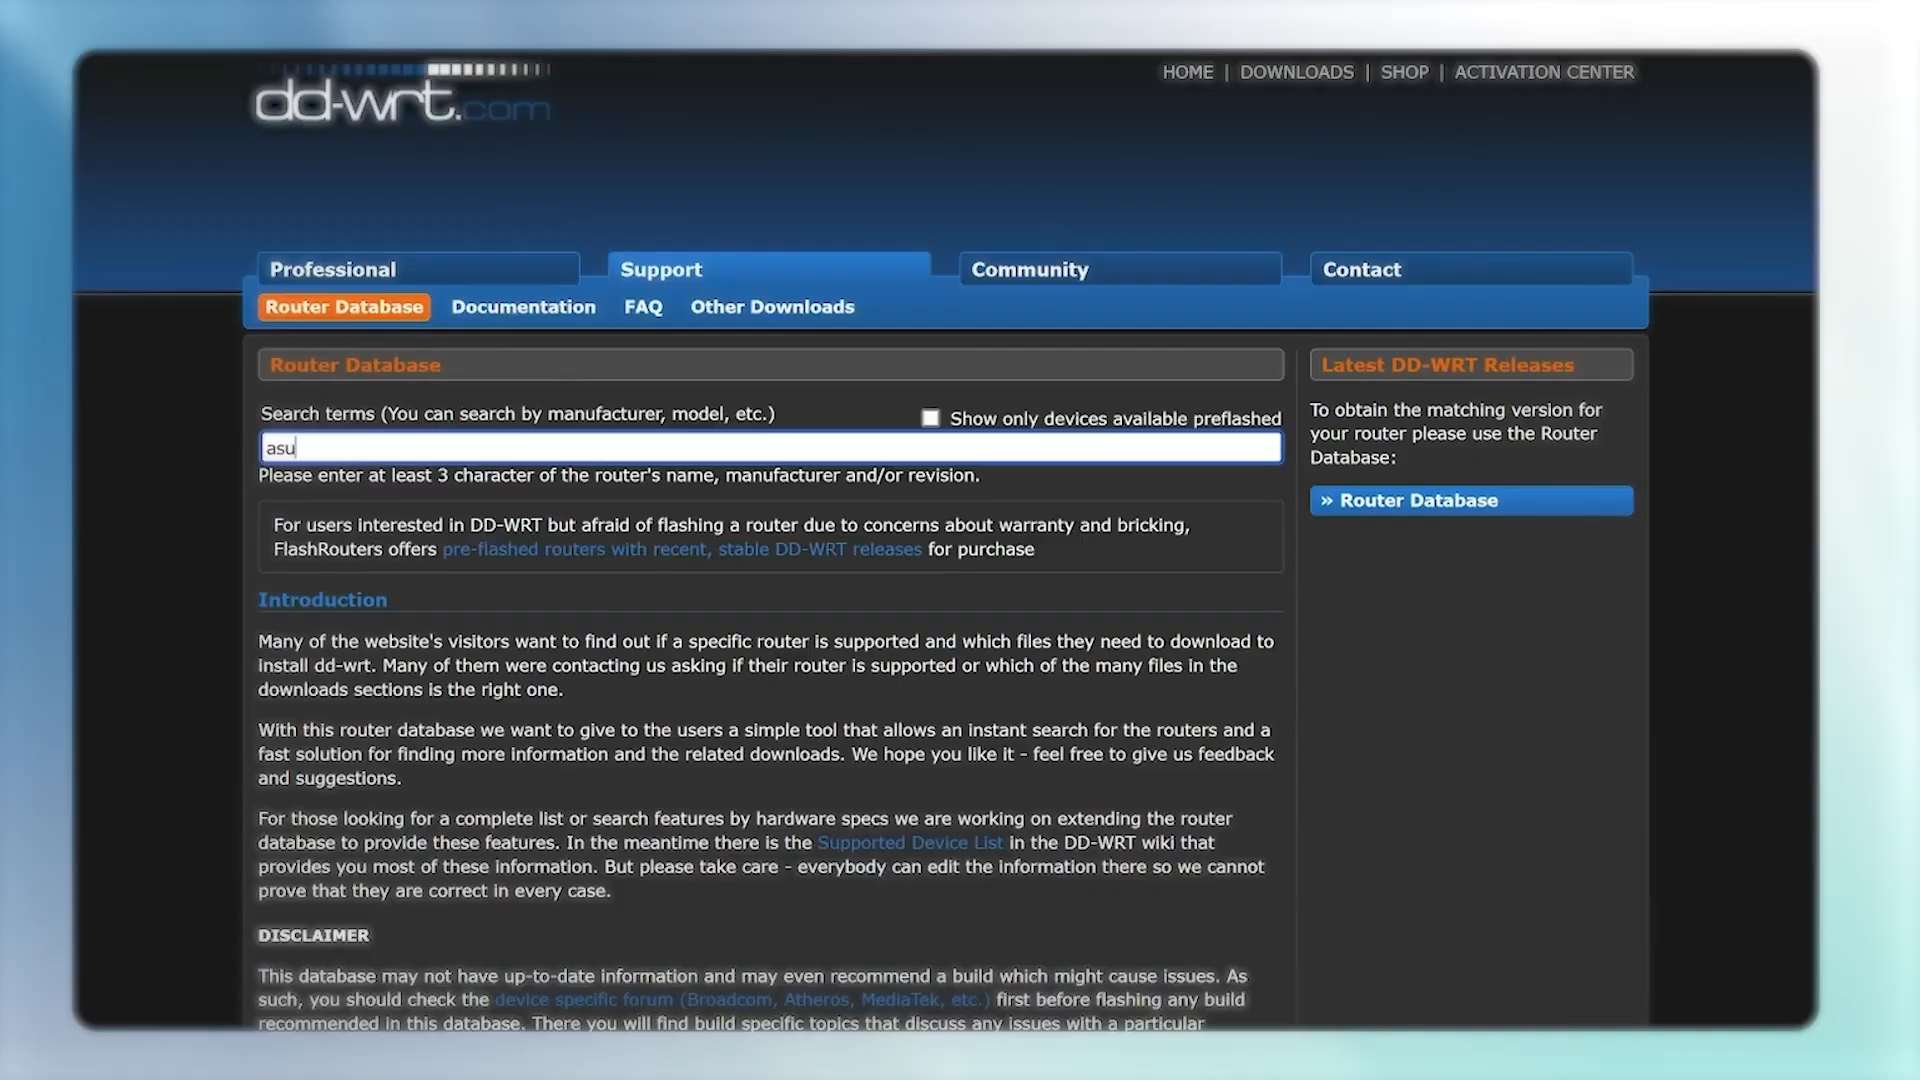 dd-wrt.com
HOME | DOWNLOADS | SHOP | ACTIVATION CENTER
Professional
Support
Community
Contact
Router Database
Documentation
FAQ
Other Downloads
Router Database
Search terms (You can search by manufacturer, model, etc.)
Show only devices available preflashed
asu
Please enter at least 3 character of the router's name, manufacturer and/or revision.
For users interested in DD-WRT but afraid of flashing a router due to concerns about warranty and bricking,
FlashRouters offers pre-flashed routers with recent, stable DD-WRT releases for purchase
Introduction
Many of the website's visitors want to find out if a specific router is supported and which files they need to download to
install dd-wrt. Many of them were contacting us asking if their router is supported or which of the many files in the
downloads sections is the right one.
With this router database we want to give to the users a simple tool that allows an instant search for the routers and a
fast solution for finding more information and the related downloads. We hope you like it - feel free to give us feedback
and suggestions.
For those looking for a complete list or search features by hardware specs we are working on extending the router
database to provide these features. In the meantime there is the Supported Device List in the DD-WRT wiki that
provides you most of these information. But please take care - everybody can edit the information there so we cannot
prove that they are correct in every case.
DISCLAIMER
This database may not have up-to-date information and may even recommend a build which might cause issues. As
such, you should check the device specific forum (Broadcom, Atheros, MediaTek, etc.) first before flashing any build
recommended in this database. There you will find build specific topics that discuss any issues with a particular
Latest DD-WRT Releases
To obtain the matching version for
your router please use the Router
Database:
» Router Database